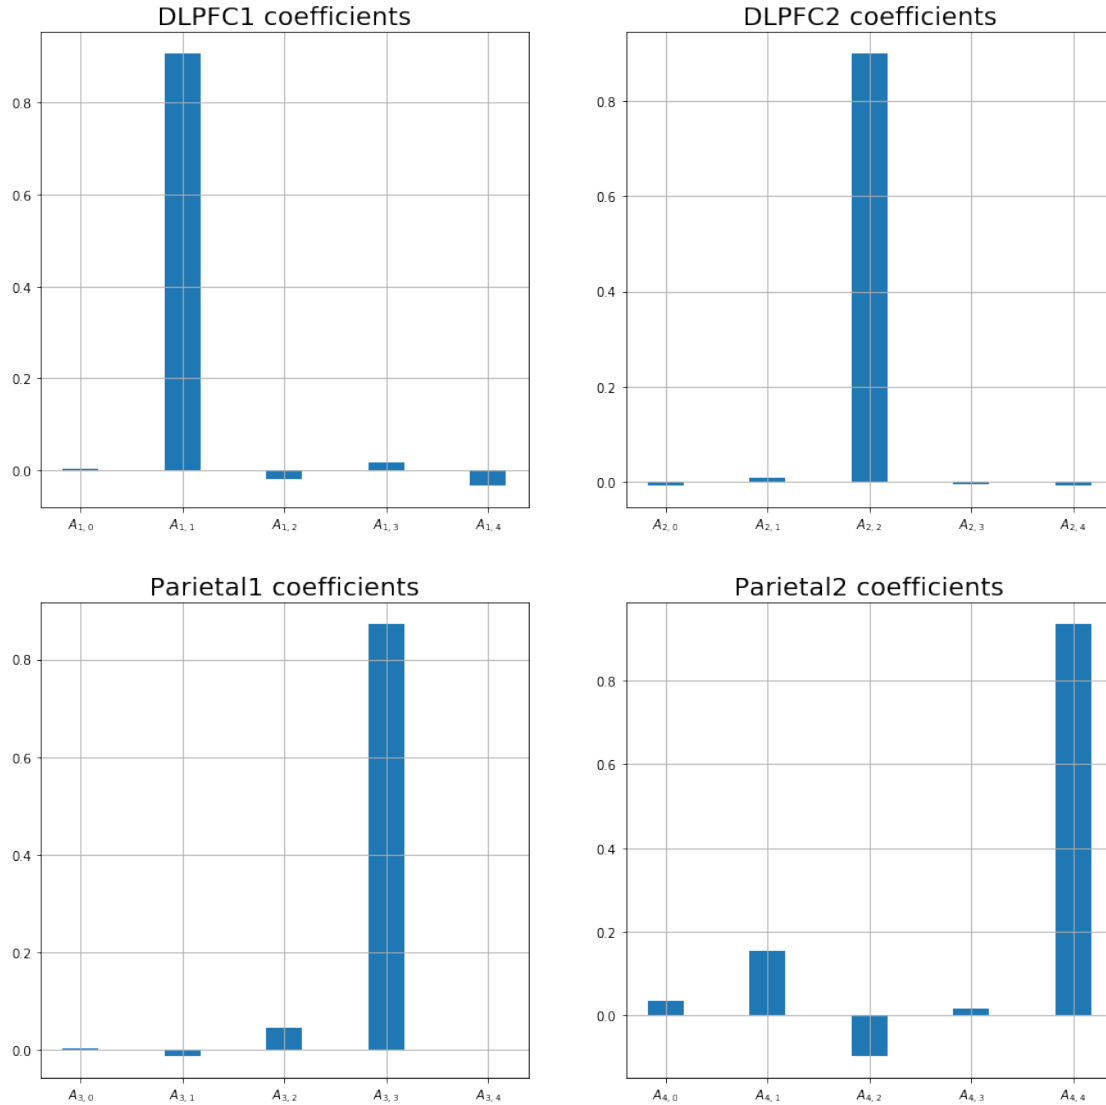 DLPFC1 coefficients
0.8
0.6
0.4
0.2
0.0
A1, 0 A1, 1 A1, 2 A1, 3 A1, 4
DLPFC2 coefficients
0.8
0.6
0.4
0.2
0.0
A2, 0 A2, 1 A2, 2 A2, 3 A2, 4
Parietal1 coefficients
0.8
0.6
0.4
0.2
0.0
A3, 0 A3, 1 A3, 2 A3, 3 A3, 4
Parietal2 coefficients
0.8
0.6
0.4
0.2
0.0
A4, 0 A4, 1 A4, 2 A4, 3 A4, 4